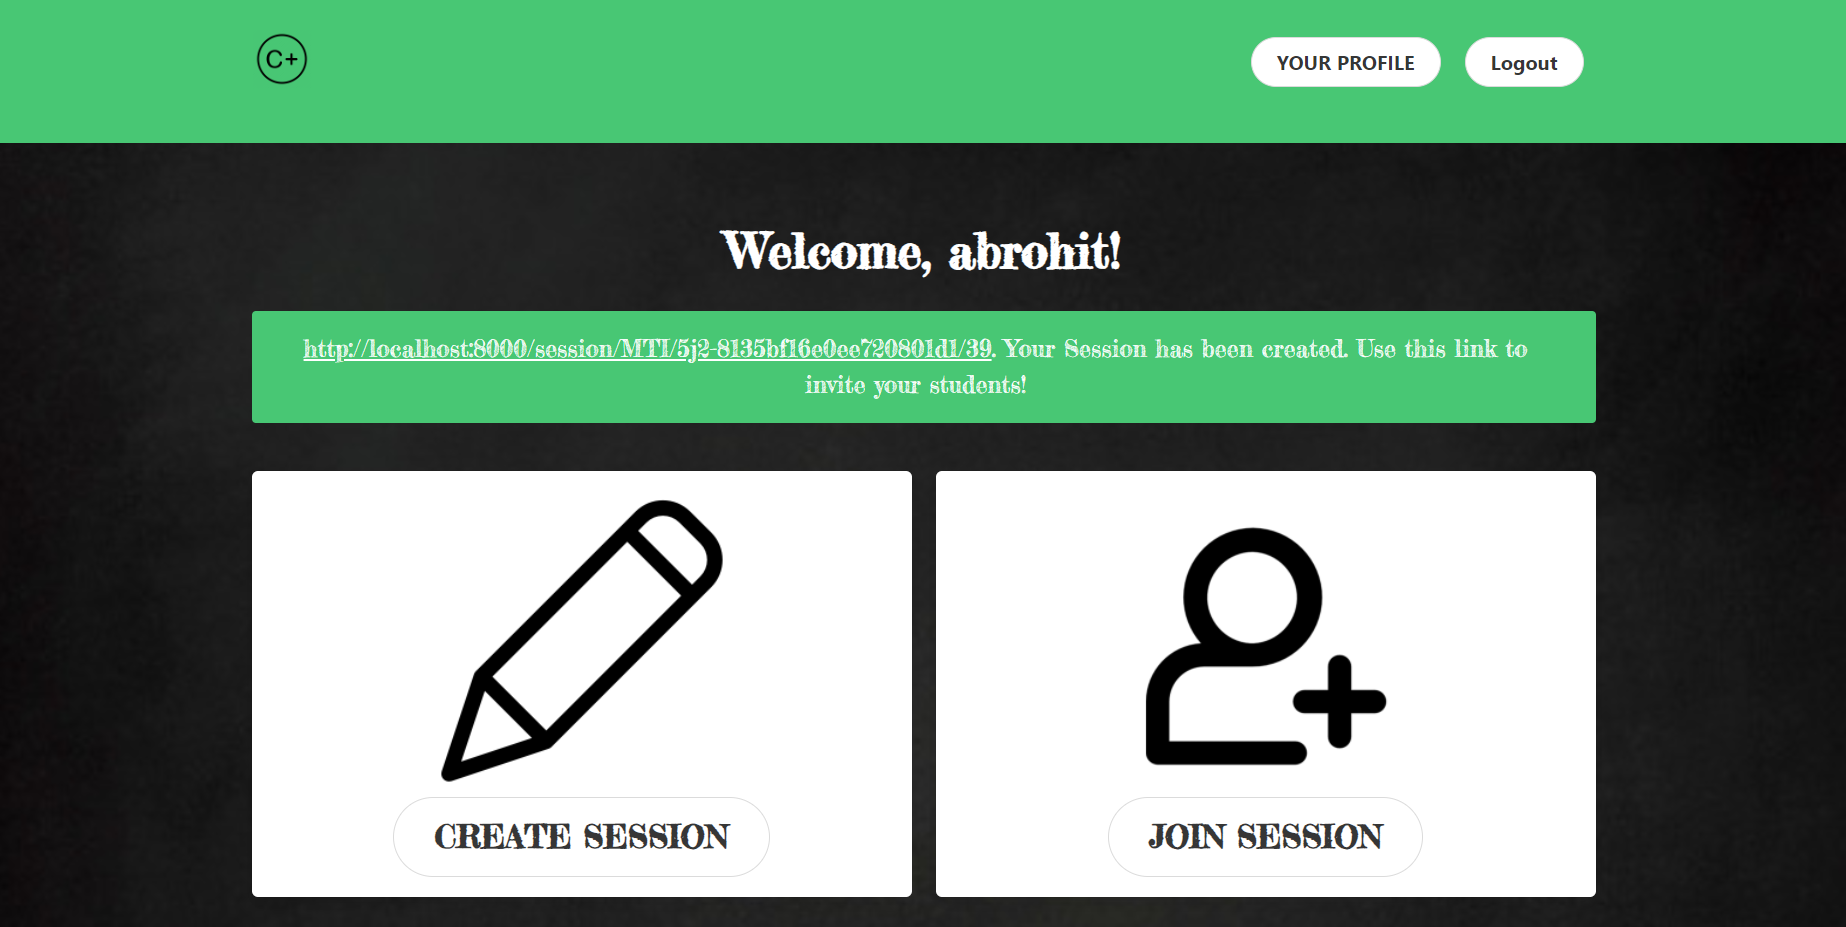 C+
YOUR PROFILE
Logout
Welcome, abrohit!
http://localhost:8000/session/MTI/5j2-8135bf16e0ee720801d1/39. Your Session has been created. Use this link to
invite your students!
CREATE SESSION
JOIN SESSION